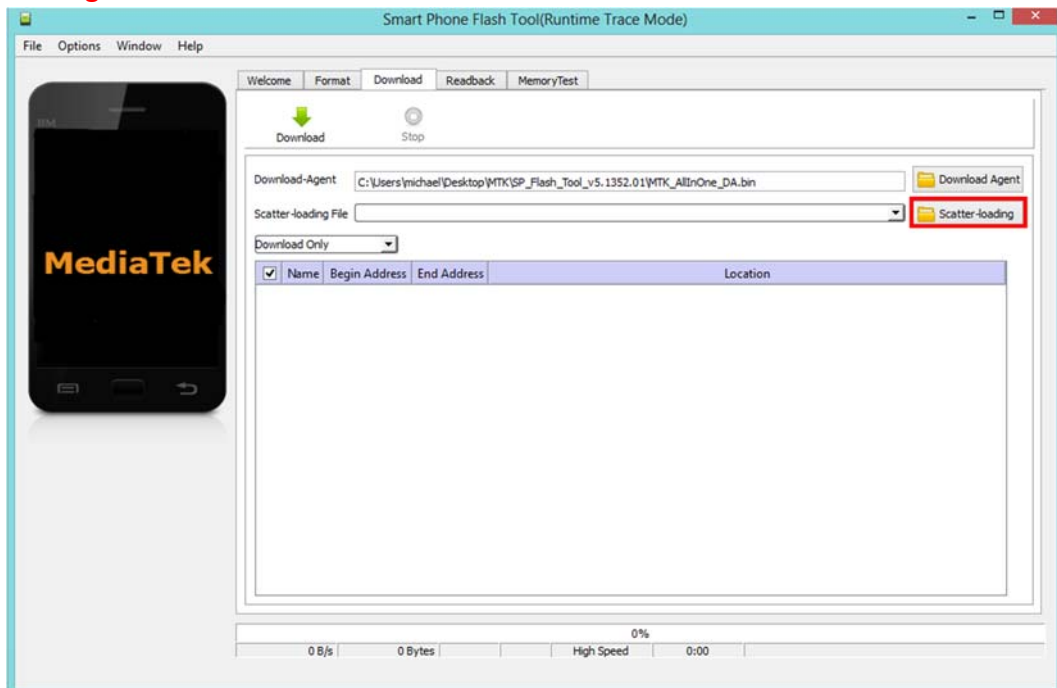 Smart Phone Flash Tool(Runtime Trace Mode)
File Options Window Help
Welcome Format Download Readback MemoryTest
BM
Download Stop
Download-Agent C:\Users\michael\Desktop\MTK\SP_Flash_Tool_v5.1352.01\MTK_AllInOne_DA.bin Download Agent
Scatter-loading File Scatter-loading
Download Only
MediaTek
Name Begin Address End Address Location
0%
0 B/s 0 Bytes High Speed 0:00